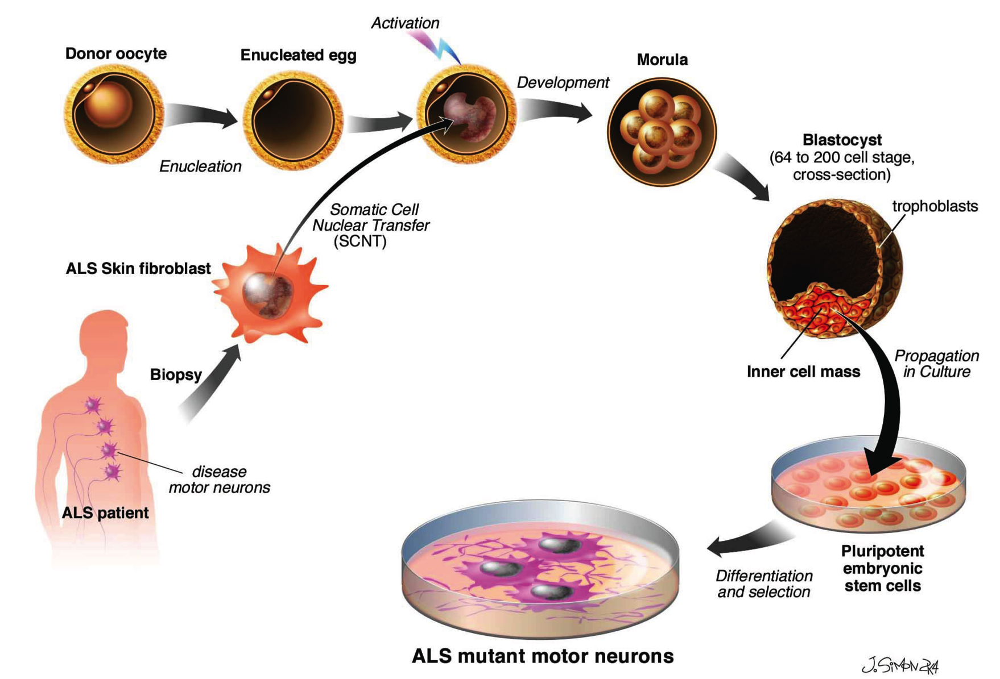 Activation
Donor oocyte
Enucleated egg
Morula
Development
Enucleation
Blastocyst
(64 to 200 cell stage,
cross-section)
trophoblasts
Somatic Cell
Nuclear Transfer
(SCNT)
ALS Skin fibroblast
Biopsy
Inner cell mass
Propagation
in Culture
disease
motor neurons
ALS patient
Pluripotent
embryonic
stem cells
Differentiation
and selection
ALS mutant motor neurons
J. SIMON 2K4